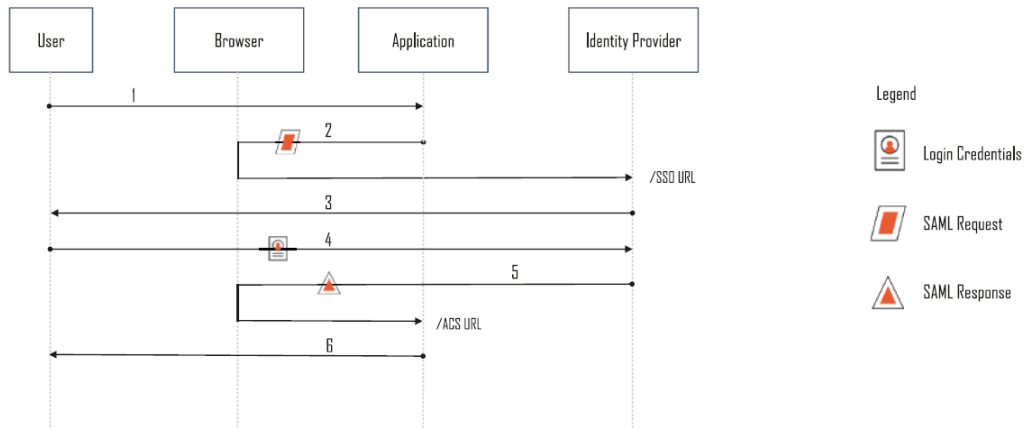 User
Browser
Application
Identity Provider
1
2
/SSO URL
3
4
5
/ACS URL
6
Legend
Login Credentials
SAML Request
SAML Response